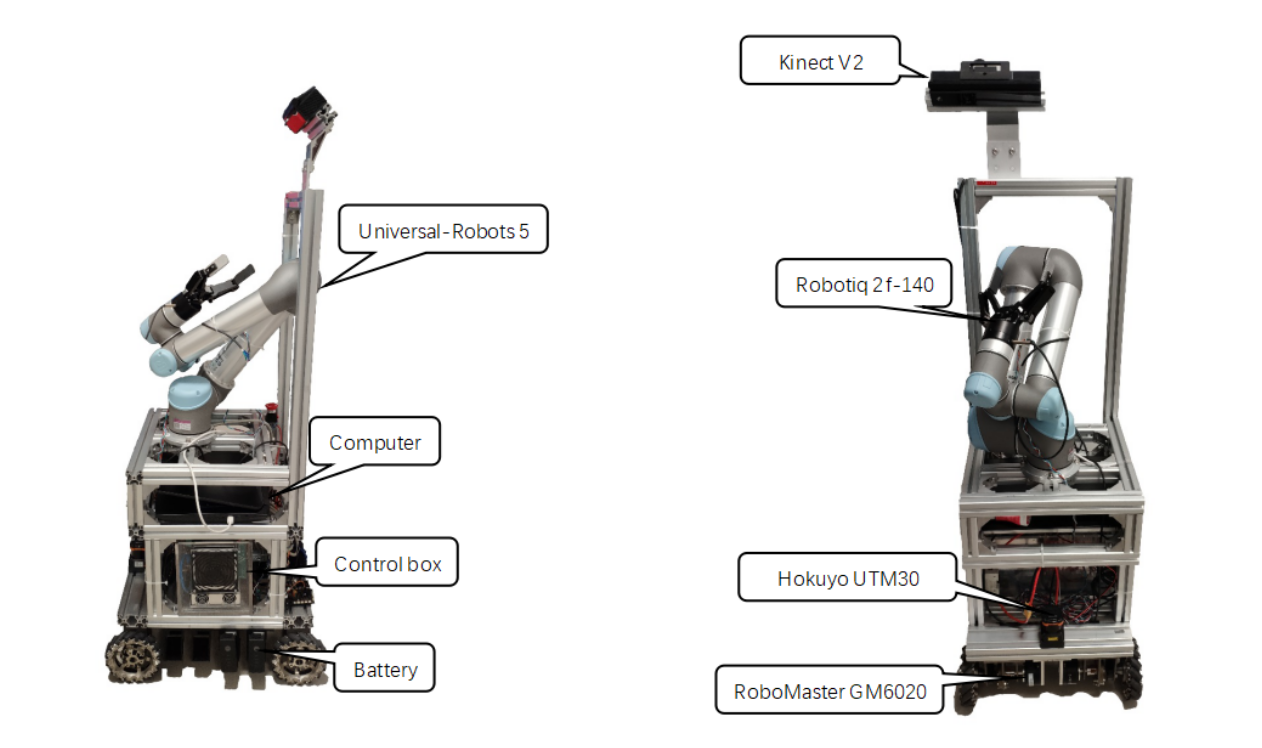 Kinect V2
Universal-Robots 5
Robotiq 2f-140
Computer
Control box
Hokuyo UTM30
Battery
RoboMaster GM6020